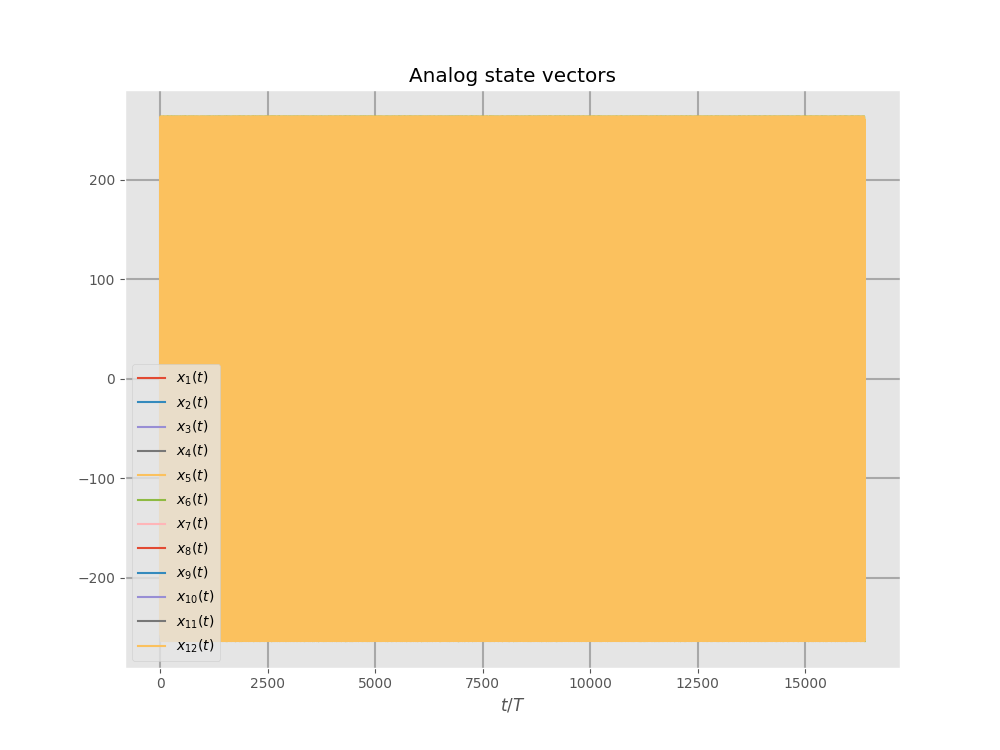 Analog state vectors
200
100
0
−100
−200
x₁(t)
x₂(t)
x₃(t)
x₄(t)
x₅(t)
x₆(t)
x₇(t)
x₈(t)
x₉(t)
x₁₀(t)
x₁₁(t)
x₁₂(t)
0 2500 5000 7500 10000 12500 15000
t/T